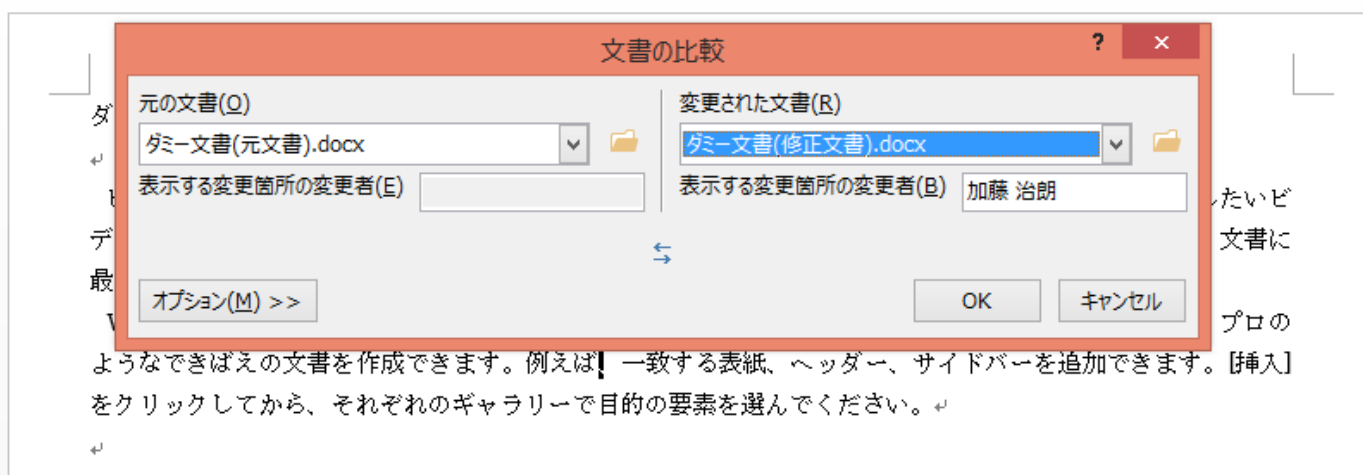 文書の比較
?
×
元の文書(O)
ダミー文書(元文書).docx
表示する変更箇所の変更者(E)
変更された文書(R)
ダミー文書(修正文書).docx
表示する変更箇所の変更者(B) 加藤 治朗
オプション(M) >>
OK
キャンセル
ダ
したいビ
デ 文書に
最
プロの
ようなできばえの文書を作成できます。例えば 一致する表紙、ヘッダー、サイドバーを追加できます。[挿入]
をクリックしてから、それぞれのギャラリーで目的の要素を選んでください。